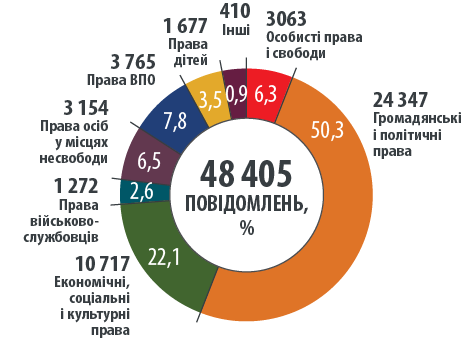 410
Інші
3063
Особисті права
і свободи
6,3
24 347
Громадянські
і політичні
права
50,3
10 717
Економічні,
соціальні
і культурні
права
22,1
1 272
Права
військово-
службовців
2,6
3 154
Права осіб
у місцях
несвободи
6,5
3 765
Права ВПО
7,8
1 677
Права
дітей
3,5
0,9
48 405
ПОВІДОМЛЕНЬ,
%